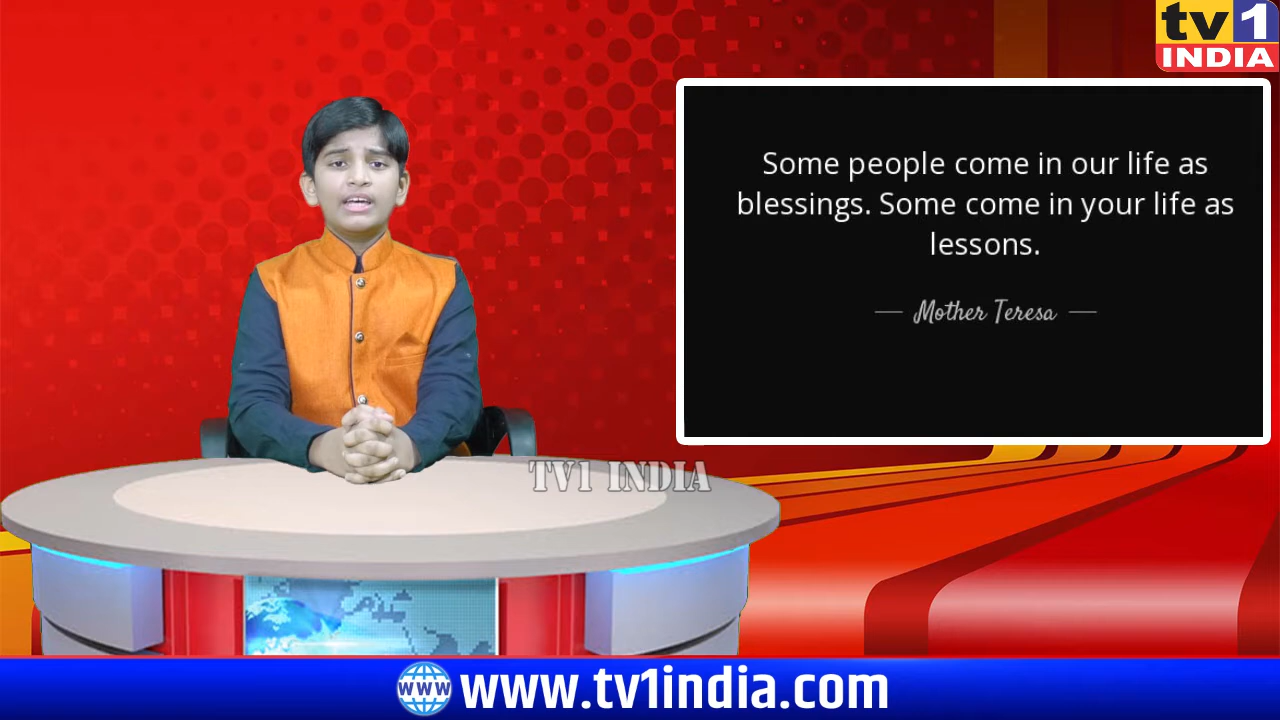 tv1
INDIA
Some people come in our life as
blessings. Some come in your life as
lessons.
— Mother Teresa —
TV1 INDIA
WWW
www.tv1india.com